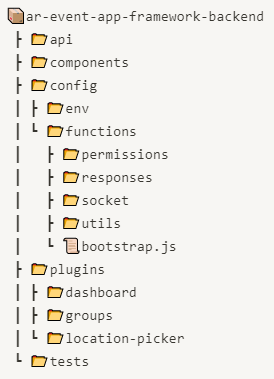 ar-event-app-framework-backend
api
components
config
env
functions
permissions
responses
socket
utils
bootstrap.js
plugins
dashboard
groups
location-picker
tests